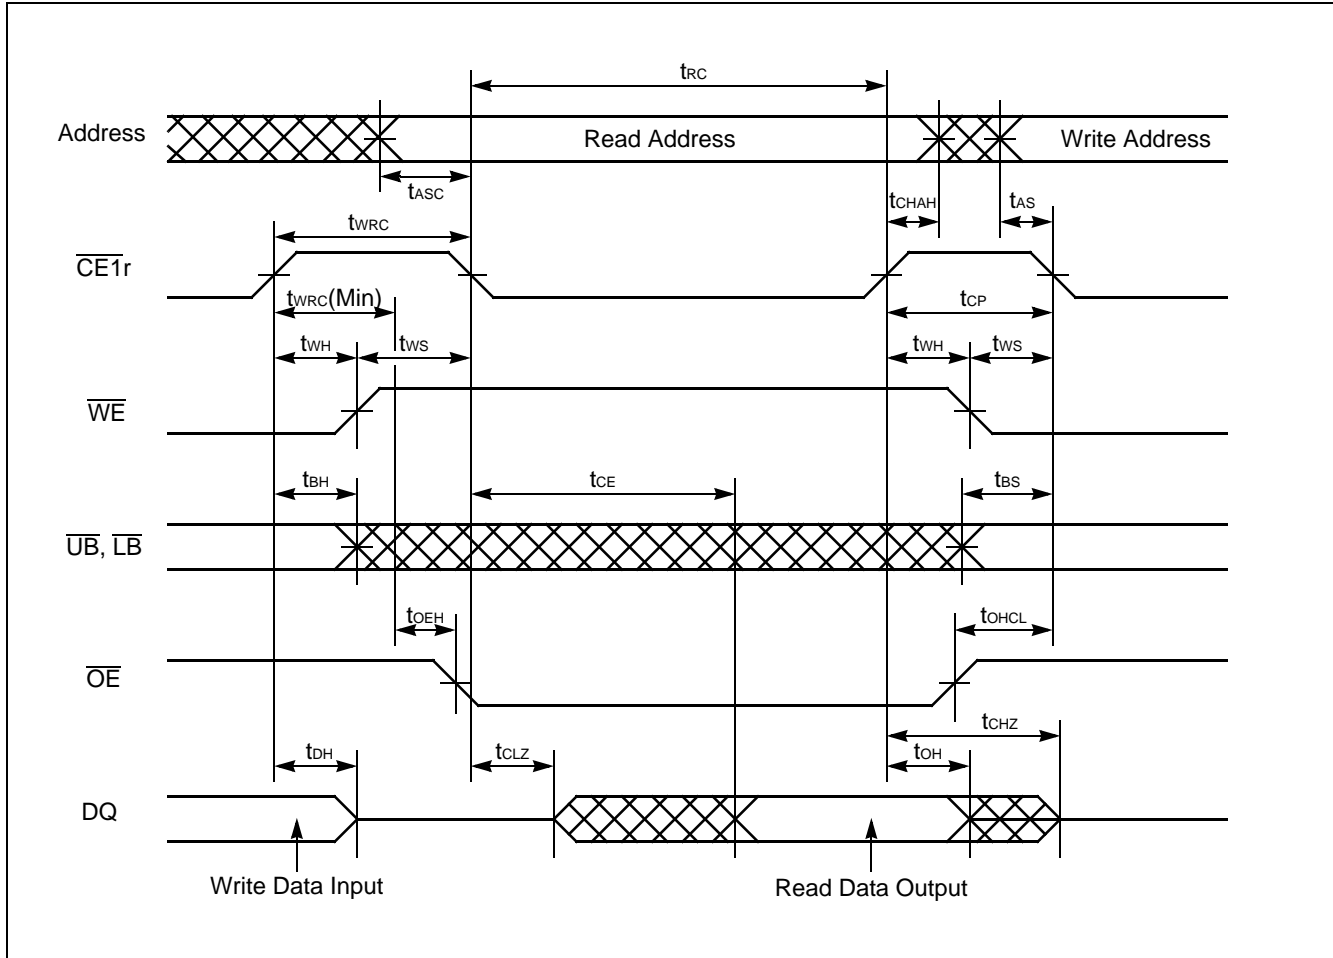 tRC
Address
Read Address
Write Address
tASC
tCHAH
tAS
tWRC
CE1r
tWRC(Min)
tCP
tWH
tWS
tWH
tWS
WE
tBH
tCE
tBS
UB, LB
tOEH
tOHCL
OE
tCHZ
tDH
tCLZ
tOH
DQ
Write Data Input
Read Data Output